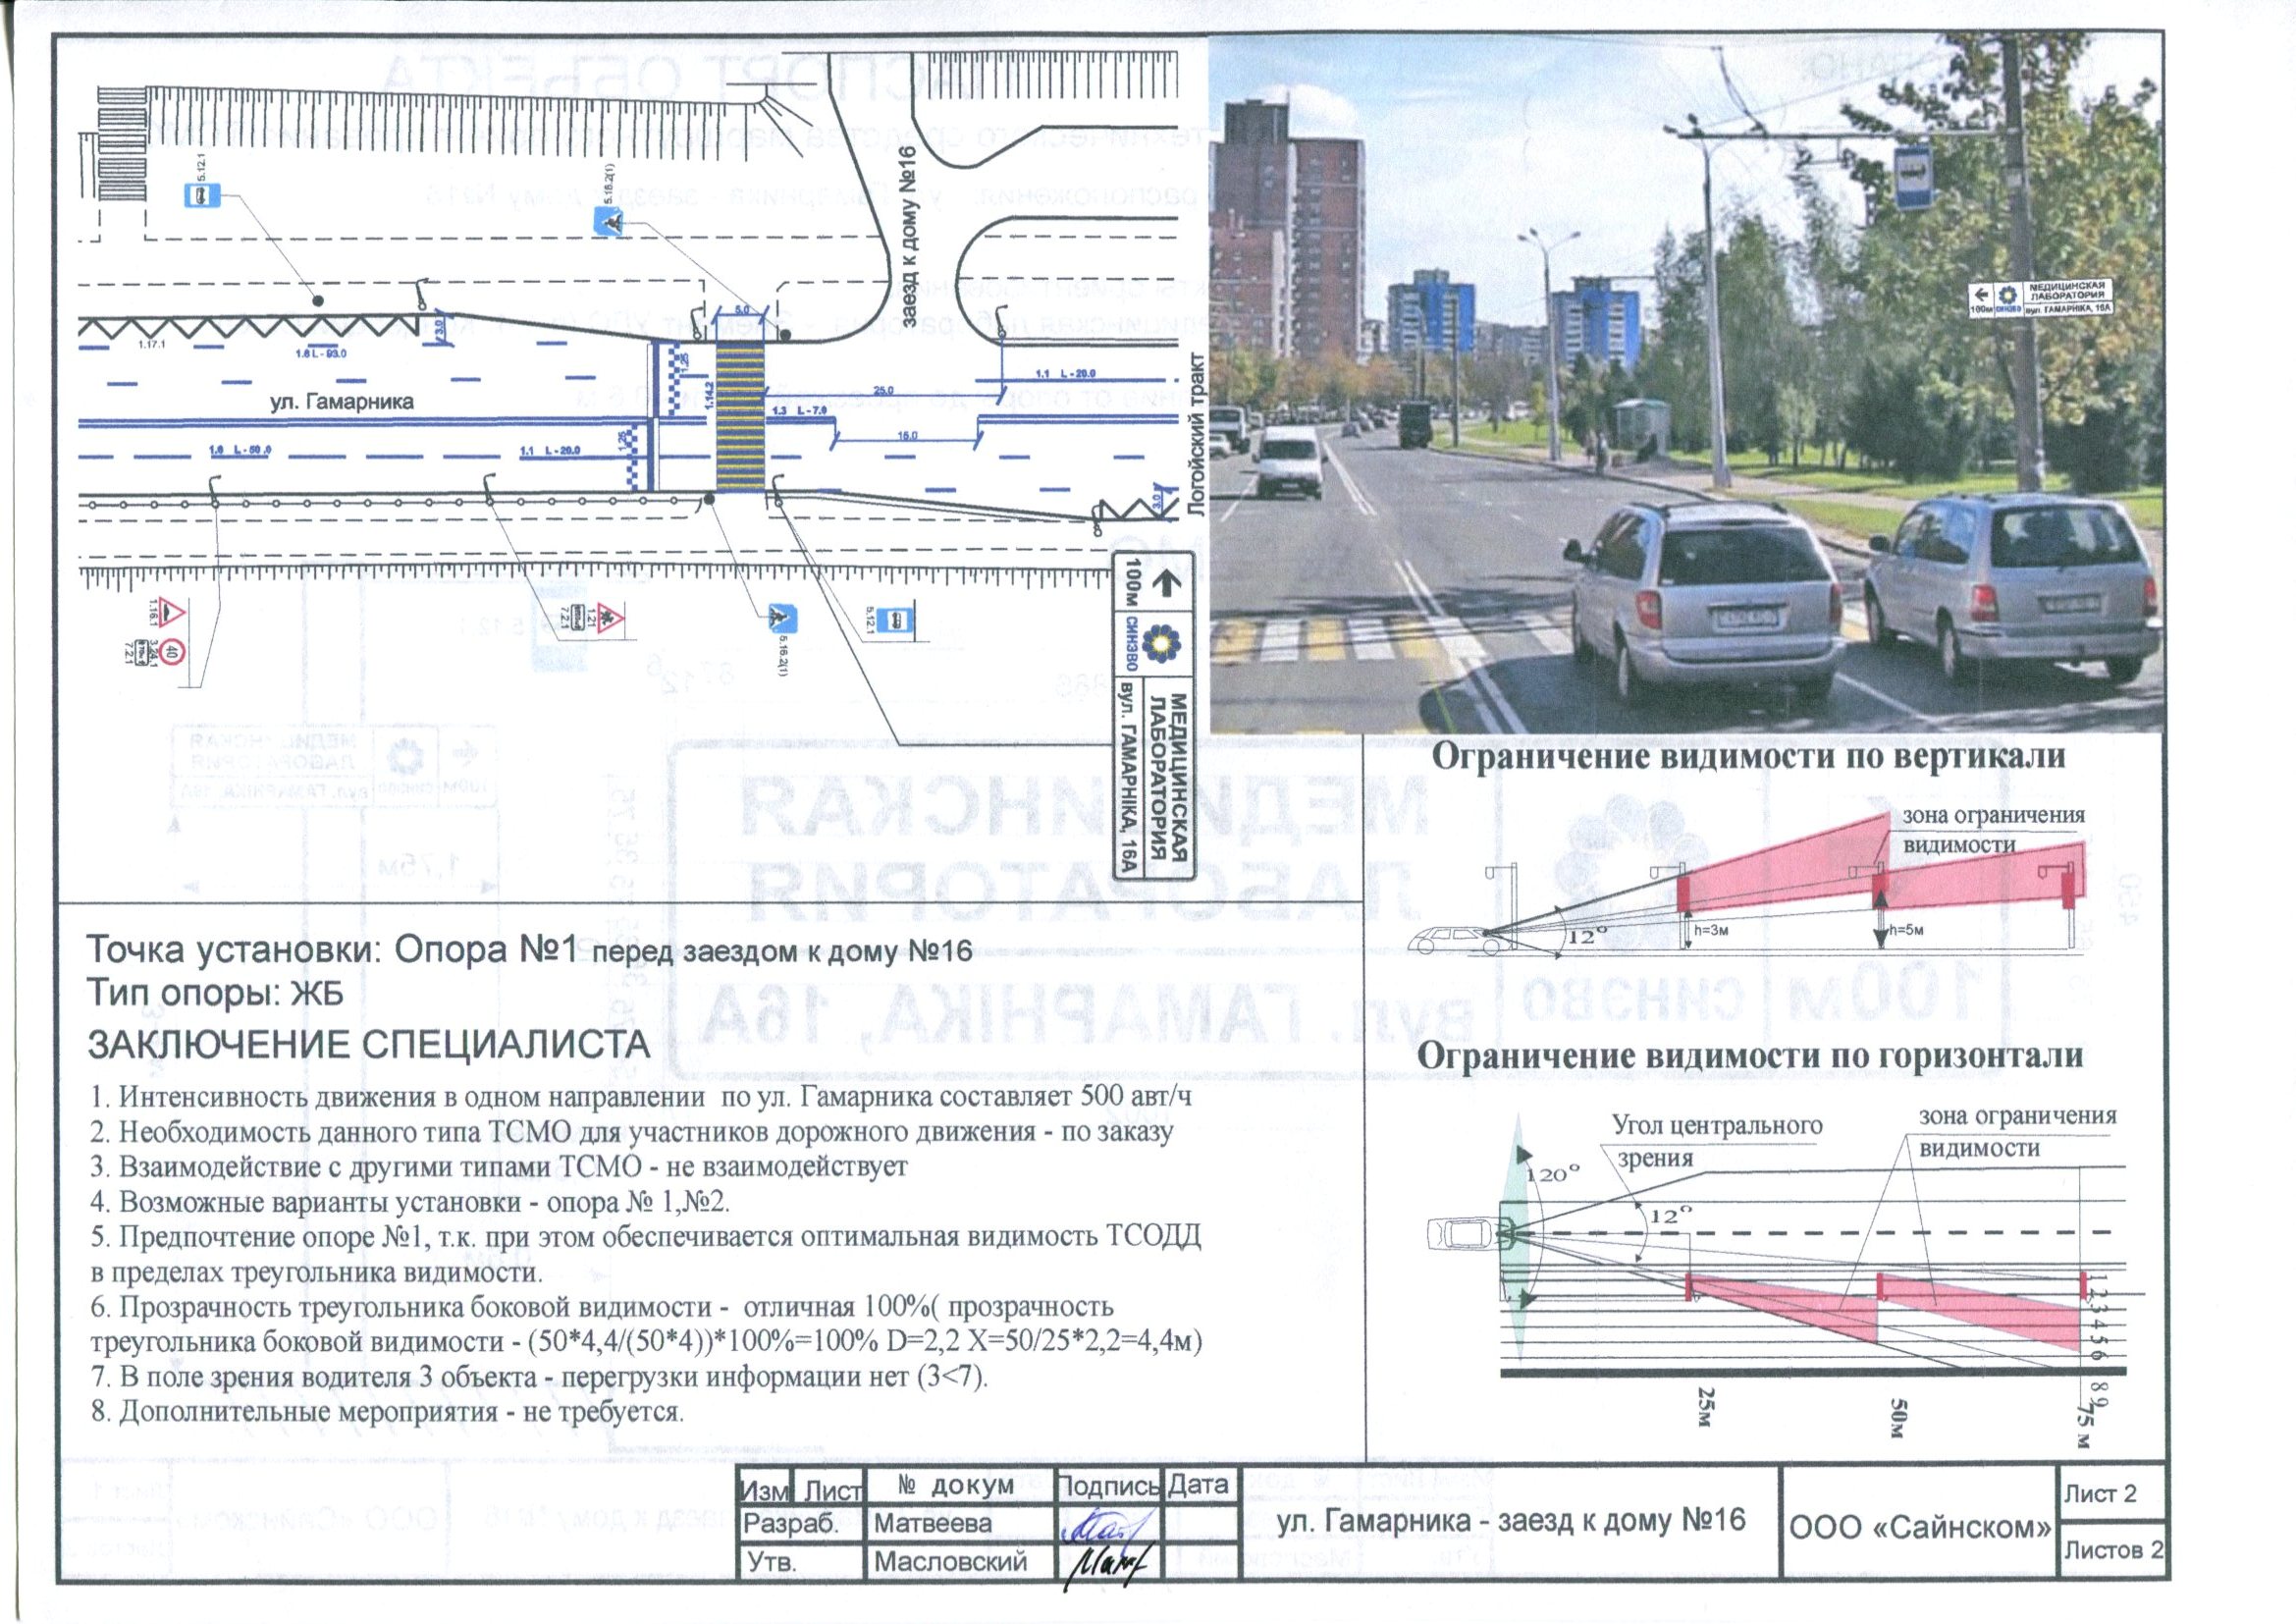 5.12.1
5.16.2(1)
заезд к дому №16
5.0
3.0
1.17.1
1.6 L - 93.0
1.25
1.14.2
25.0
1.1 L -20.0
ул. Гамарника
1.3 L - 7.0
15.0
1.6 L -50.0
1.1 L -20.0
1.25
3.0
Логойский тракт
1.16.1
3.24.1
7.2.1
40
1.21
7.2.1
5.16.2(1)
5.12.1
100м
СИНЭВО
МЕДИЦИНСКАЯ
ЛАБОРАТОРИЯ
вул. ГАМАРНІКА, 16А
МЕДИЦИНСКАЯ
ЛАБОРАТОРИЯ
100м СИНЭВО вул. ГАМАРНІКА, 16А
Ограничение видимости по вертикали
зона ограничения
видимости
12°
h=3м
h=5м
Ограничение видимости по горизонтали
Угол центрального
зрения
зона ограничения
видимости
120°
12°
1 2 3 4 5 6
8 9
25м
50м
75 м
Точка установки: Опора №1 перед заездом к дому №16
Тип опоры: ЖБ
ЗАКЛЮЧЕНИЕ СПЕЦИАЛИСТА
1. Интенсивность движения в одном направлении по ул. Гамарника составляет 500 авт/ч
2. Необходимость данного типа ТСМО для участников дорожного движения - по заказу
3. Взаимодействие с другими типами ТСМО - не взаимодействует
4. Возможные варианты установки - опора № 1,№2.
5. Предпочтение опоре №1, т.к. при этом обеспечивается оптимальная видимость ТСОДД
в пределах треугольника видимости.
6. Прозрачность треугольника боковой видимости - отличная 100%( прозрачность
треугольника боковой видимости - (50*4,4/(50*4))*100%=100% D=2,2 X=50/25*2,2=4,4м)
7. В поле зрения водителя 3 объекта - перегрузки информации нет (3<7).
8. Дополнительные мероприятия - не требуется.
Изм Лист № докум Подпись Дата
Разраб. Матвеева
Утв. Масловский
ул. Гамарника - заезд к дому №16
ООО «Сайнском»
Лист 2
Листов 2